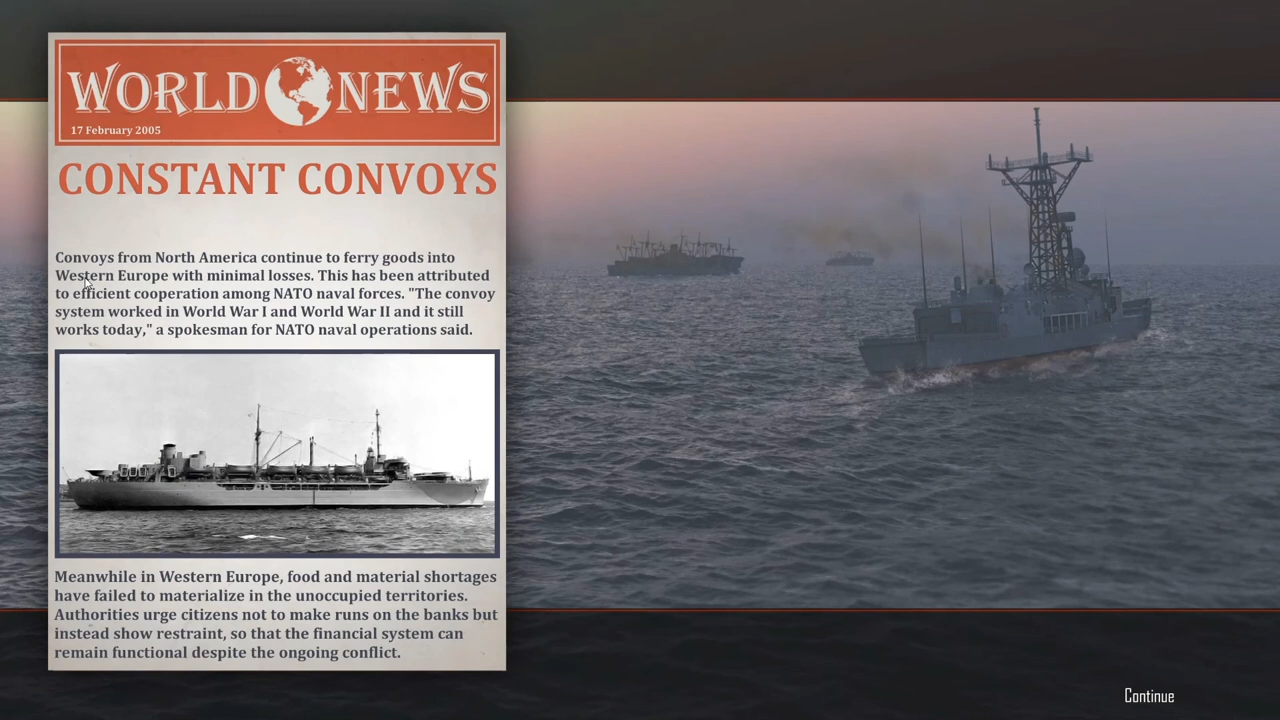 WORLD NEWS
17 February 2005
CONSTANT CONVOYS
Convoys from North America continue to ferry goods into
Western Europe with minimal losses. This has been attributed
to efficient cooperation among NATO naval forces. "The convoy
system worked in World War I and World War II and it still
works today," a spokesman for NATO naval operations said.
Meanwhile in Western Europe, food and material shortages
have failed to materialize in the unoccupied territories.
Authorities urge citizens not to make runs on the banks but
instead show restraint, so that the financial system can
remain functional despite the ongoing conflict.
Continue